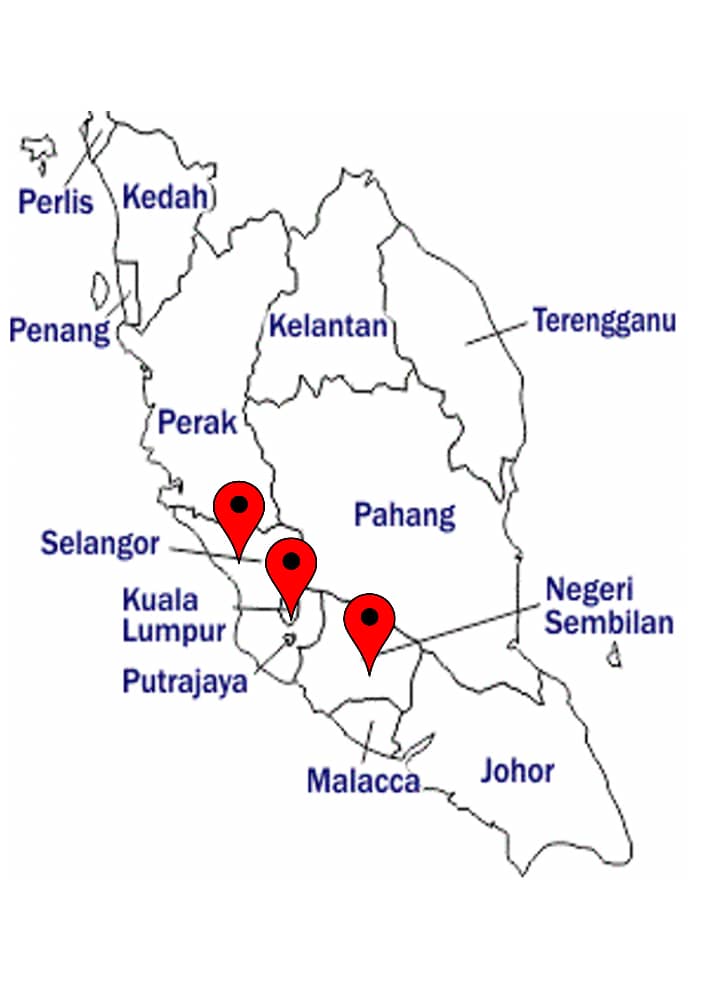 Perlis
Kedah
Penang
Kelantan
Terengganu
Perak
Pahang
Selangor
Kuala
Lumpur
Negeri
Sembilan
Putrajaya
Malacca
Johor